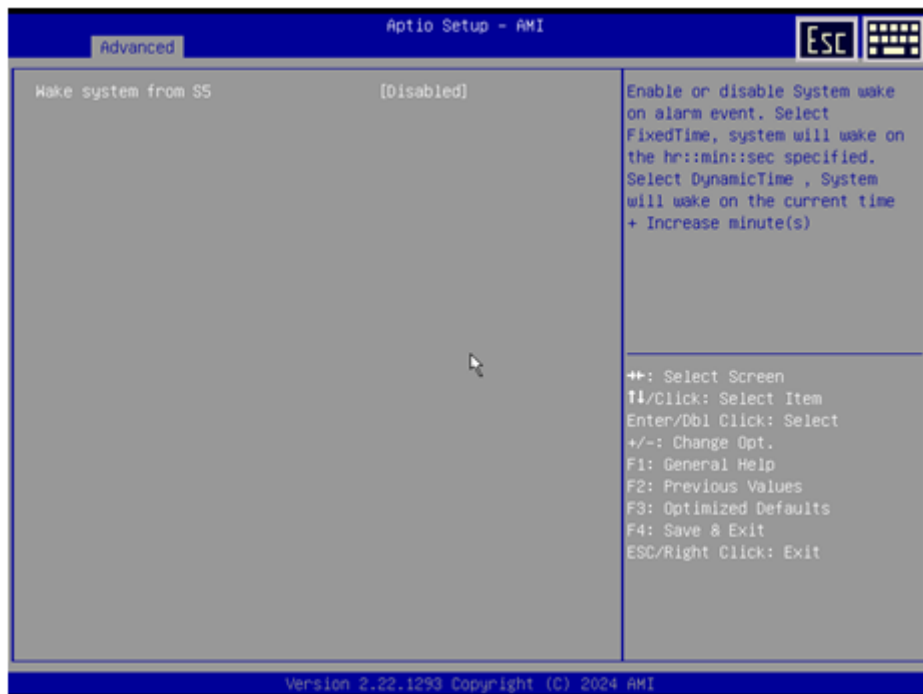 Aptio Setup – AMI
Advanced
Esc
Wake system from S5 [Disabled]
Enable or disable System wake
on alarm event. Select
FixedTime, system will wake on
the hr::min::sec specified.
Select DynamicTime , System
will wake on the current time
+ Increase minute(s)
→←: Select Screen
↑↓/Click: Select Item
Enter/Dbl Click: Select
+/-: Change Opt.
F1: General Help
F2: Previous Values
F3: Optimized Defaults
F4: Save & Exit
ESC/Right Click: Exit
Version 2.22.1293 Copyright (C) 2024 AMI